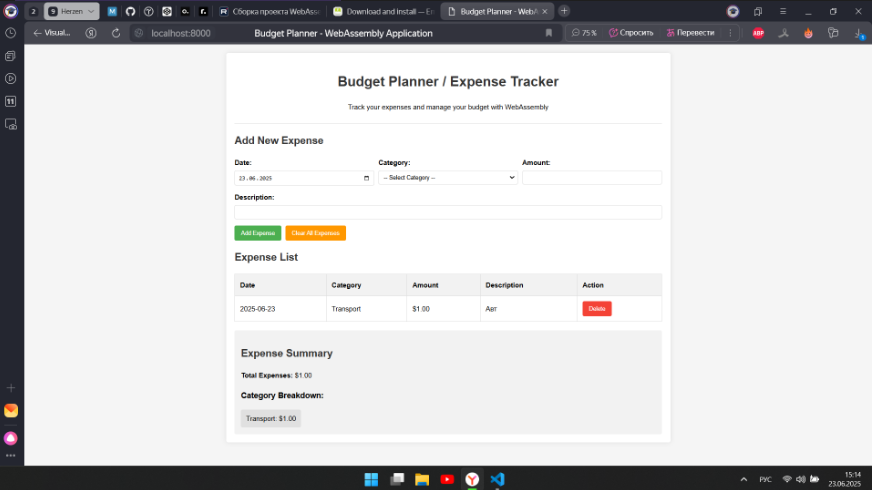 2
9 Herzen
M
Сборка проекта WebAsse
Download and install — Em
Budget Planner - WebA
Visual...
localhost:8000
Budget Planner - WebAssembly Application
75 %
Спросить
Перевести
ABP
11
Budget Planner / Expense Tracker
Track your expenses and manage your budget with WebAssembly
Add New Expense
Date: Category: Amount:
23.06.2025 -- Select Category --
Description:
Add Expense Clear All Expenses
Expense List
Date Category Amount Description Action
2025-06-23 Transport $1.00 Авт Delete
Expense Summary
Total Expenses: $1.00
Category Breakdown:
Transport: $1.00
РУС
15:14
23.06.2025